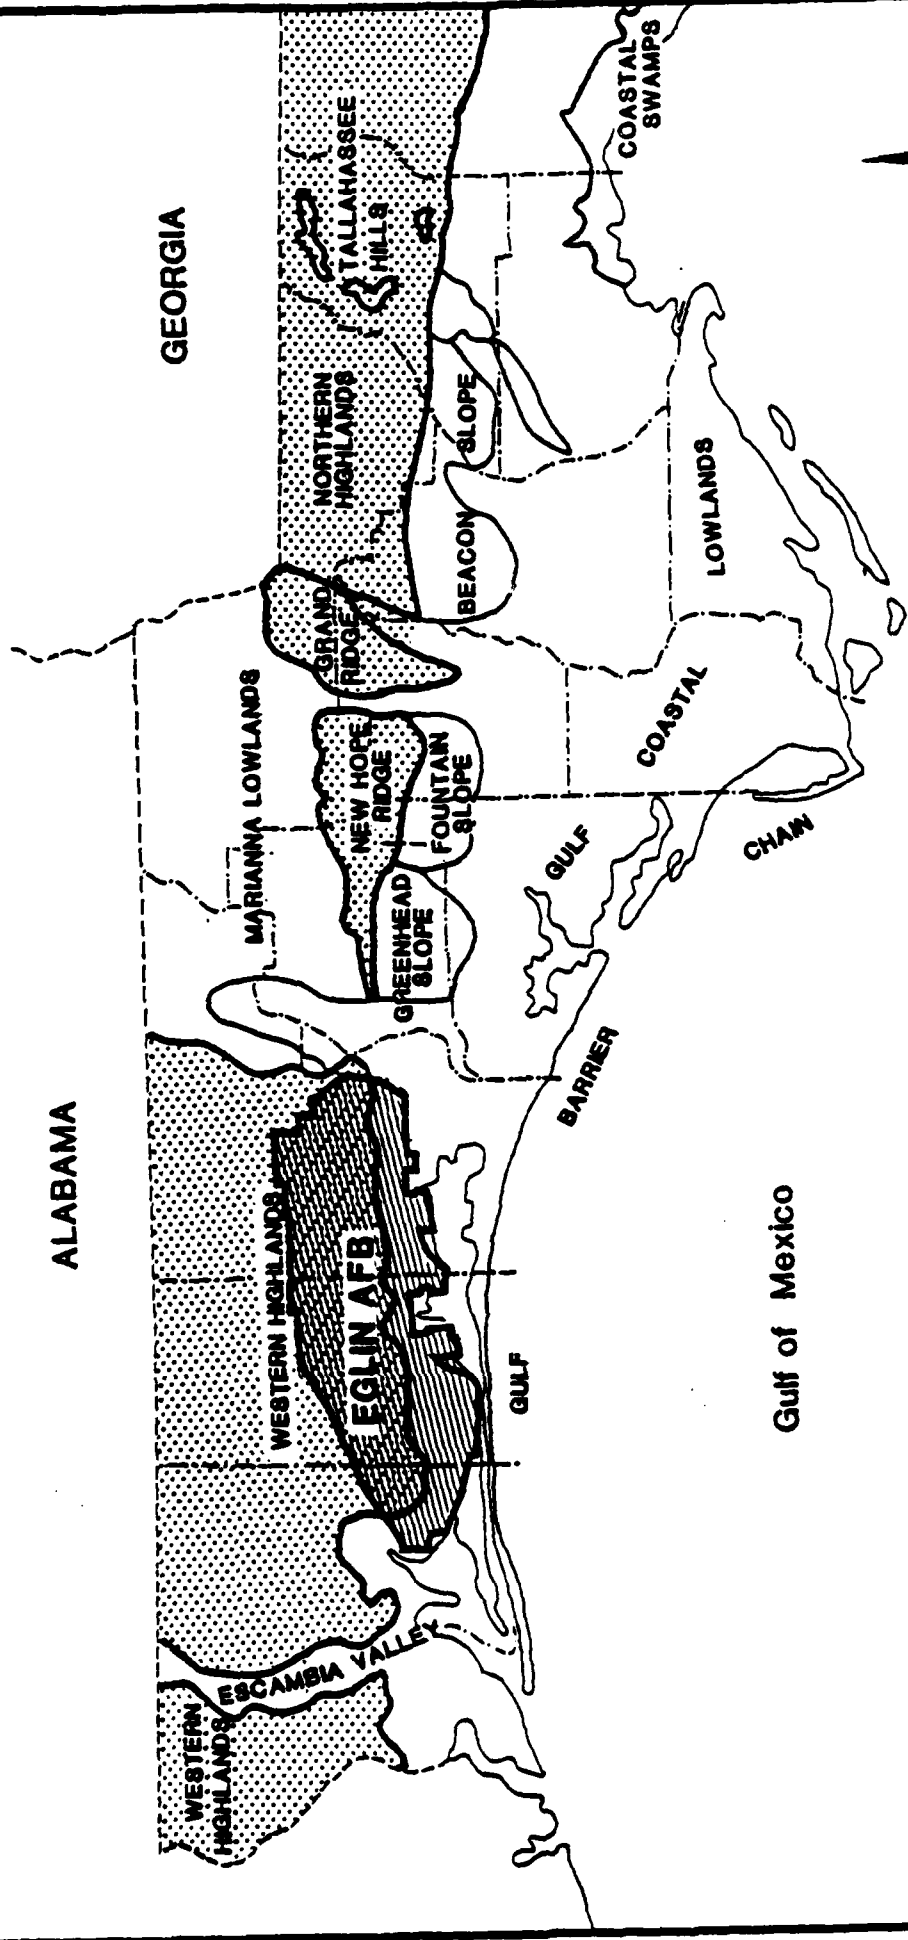 ALABAMA
GEORGIA
WESTERN
HIGHLANDS
ESCAMBIA VALLEY
WESTERN HIGHLANDS
EGLIN AFB
MARIANNA LOWLANDS
NEW HOPE
RIDGE
GREENHEAD
SLOPE
FOUNTAIN
SLOPE
GRAND
RIDGE
NORTHERN
HIGHLANDS
TALLAHASSEE
HILLS
BEACON
SLOPE
COASTAL
SWAMPS
GULF
COASTAL
LOWLANDS
GULF
BARRIER
CHAIN
Gulf of Mexico